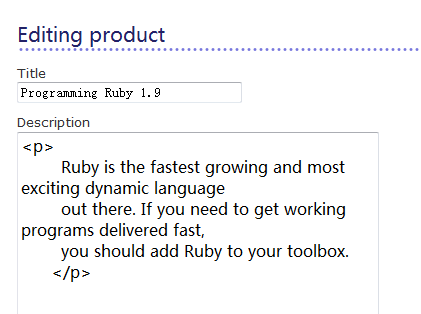 Editing product
Title
Programming Ruby 1.9
Description
<p>
Ruby is the fastest growing and most
exciting dynamic language
out there. If you need to get working
programs delivered fast,
you should add Ruby to your toolbox.
</p>